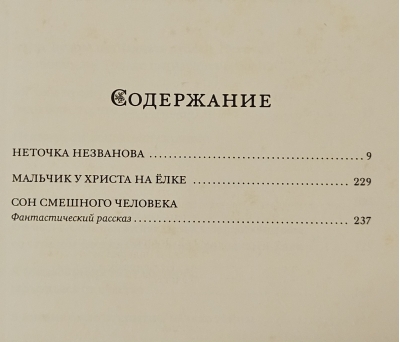 СОДЕРЖАНИЕ
НЕТОЧКА НЕЗВАНОВА 9
МАЛЬЧИК У ХРИСТА НА ЁЛКЕ 229
СОН СМЕШНОГО ЧЕЛОВЕКА
Фантастический рассказ 237